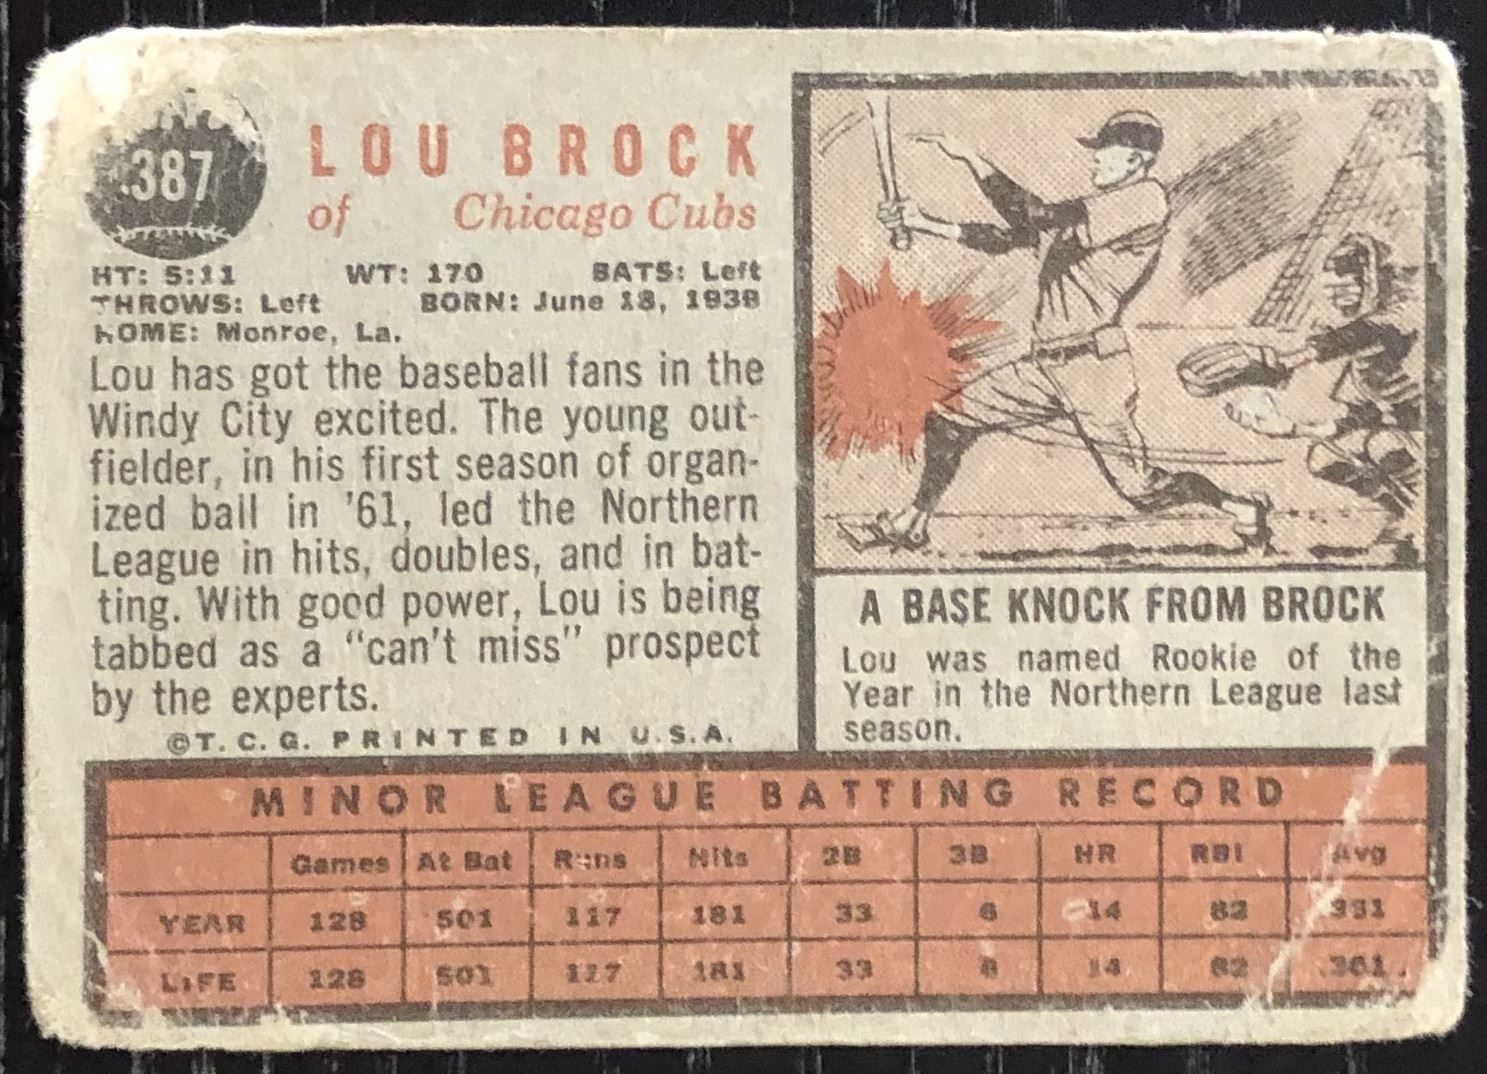 387
LOU BROCK
of Chicago Cubs
HT: 5:11 WT: 170 BATS: Left
THROWS: Left BORN: June 18, 1939
HOME: Monroe, La.
Lou has got the baseball fans in the
Windy City excited. The young out-
fielder, in his first season of organ-
ized ball in '61, led the Northern
League in hits, doubles, and in bat-
ting. With good power, Lou is being
tabbed as a "can't miss" prospect
by the experts.
©T. C. G. PRINTED IN U.S.A.
A BASE KNOCK FROM BROCK
Lou was named Rookie of the
Year in the Northern League last
season.
MINOR LEAGUE BATTING RECORD
Games At Bat Runs Hits 2B 3B HR RBI Avg
YEAR 128 501 117 181 33 6 14 82 .361
LIFE 128 501 117 181 33 6 14 82 .361